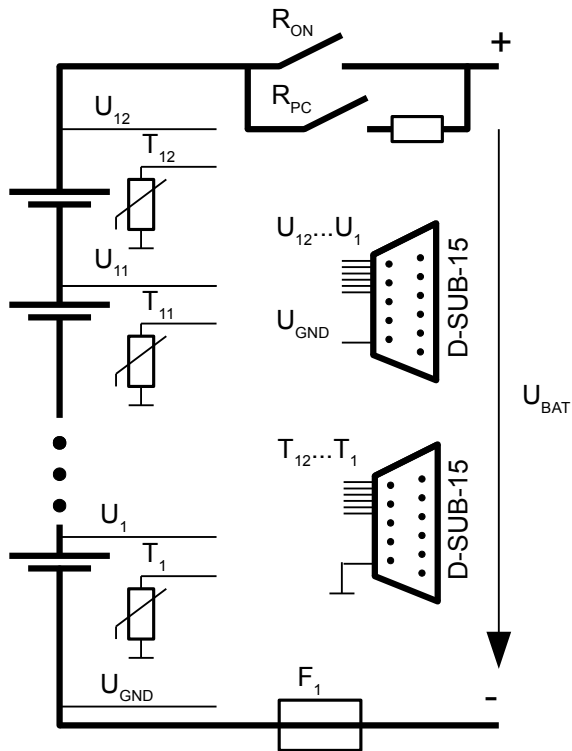 R_ON
+
R_PC
U_12
T_12
U_12...U_1
U_11
D-SUB-15
T_11
U_GND
U_BAT
T_12...T_1
D-SUB-15
U_1
T_1
U_GND
F_1
-